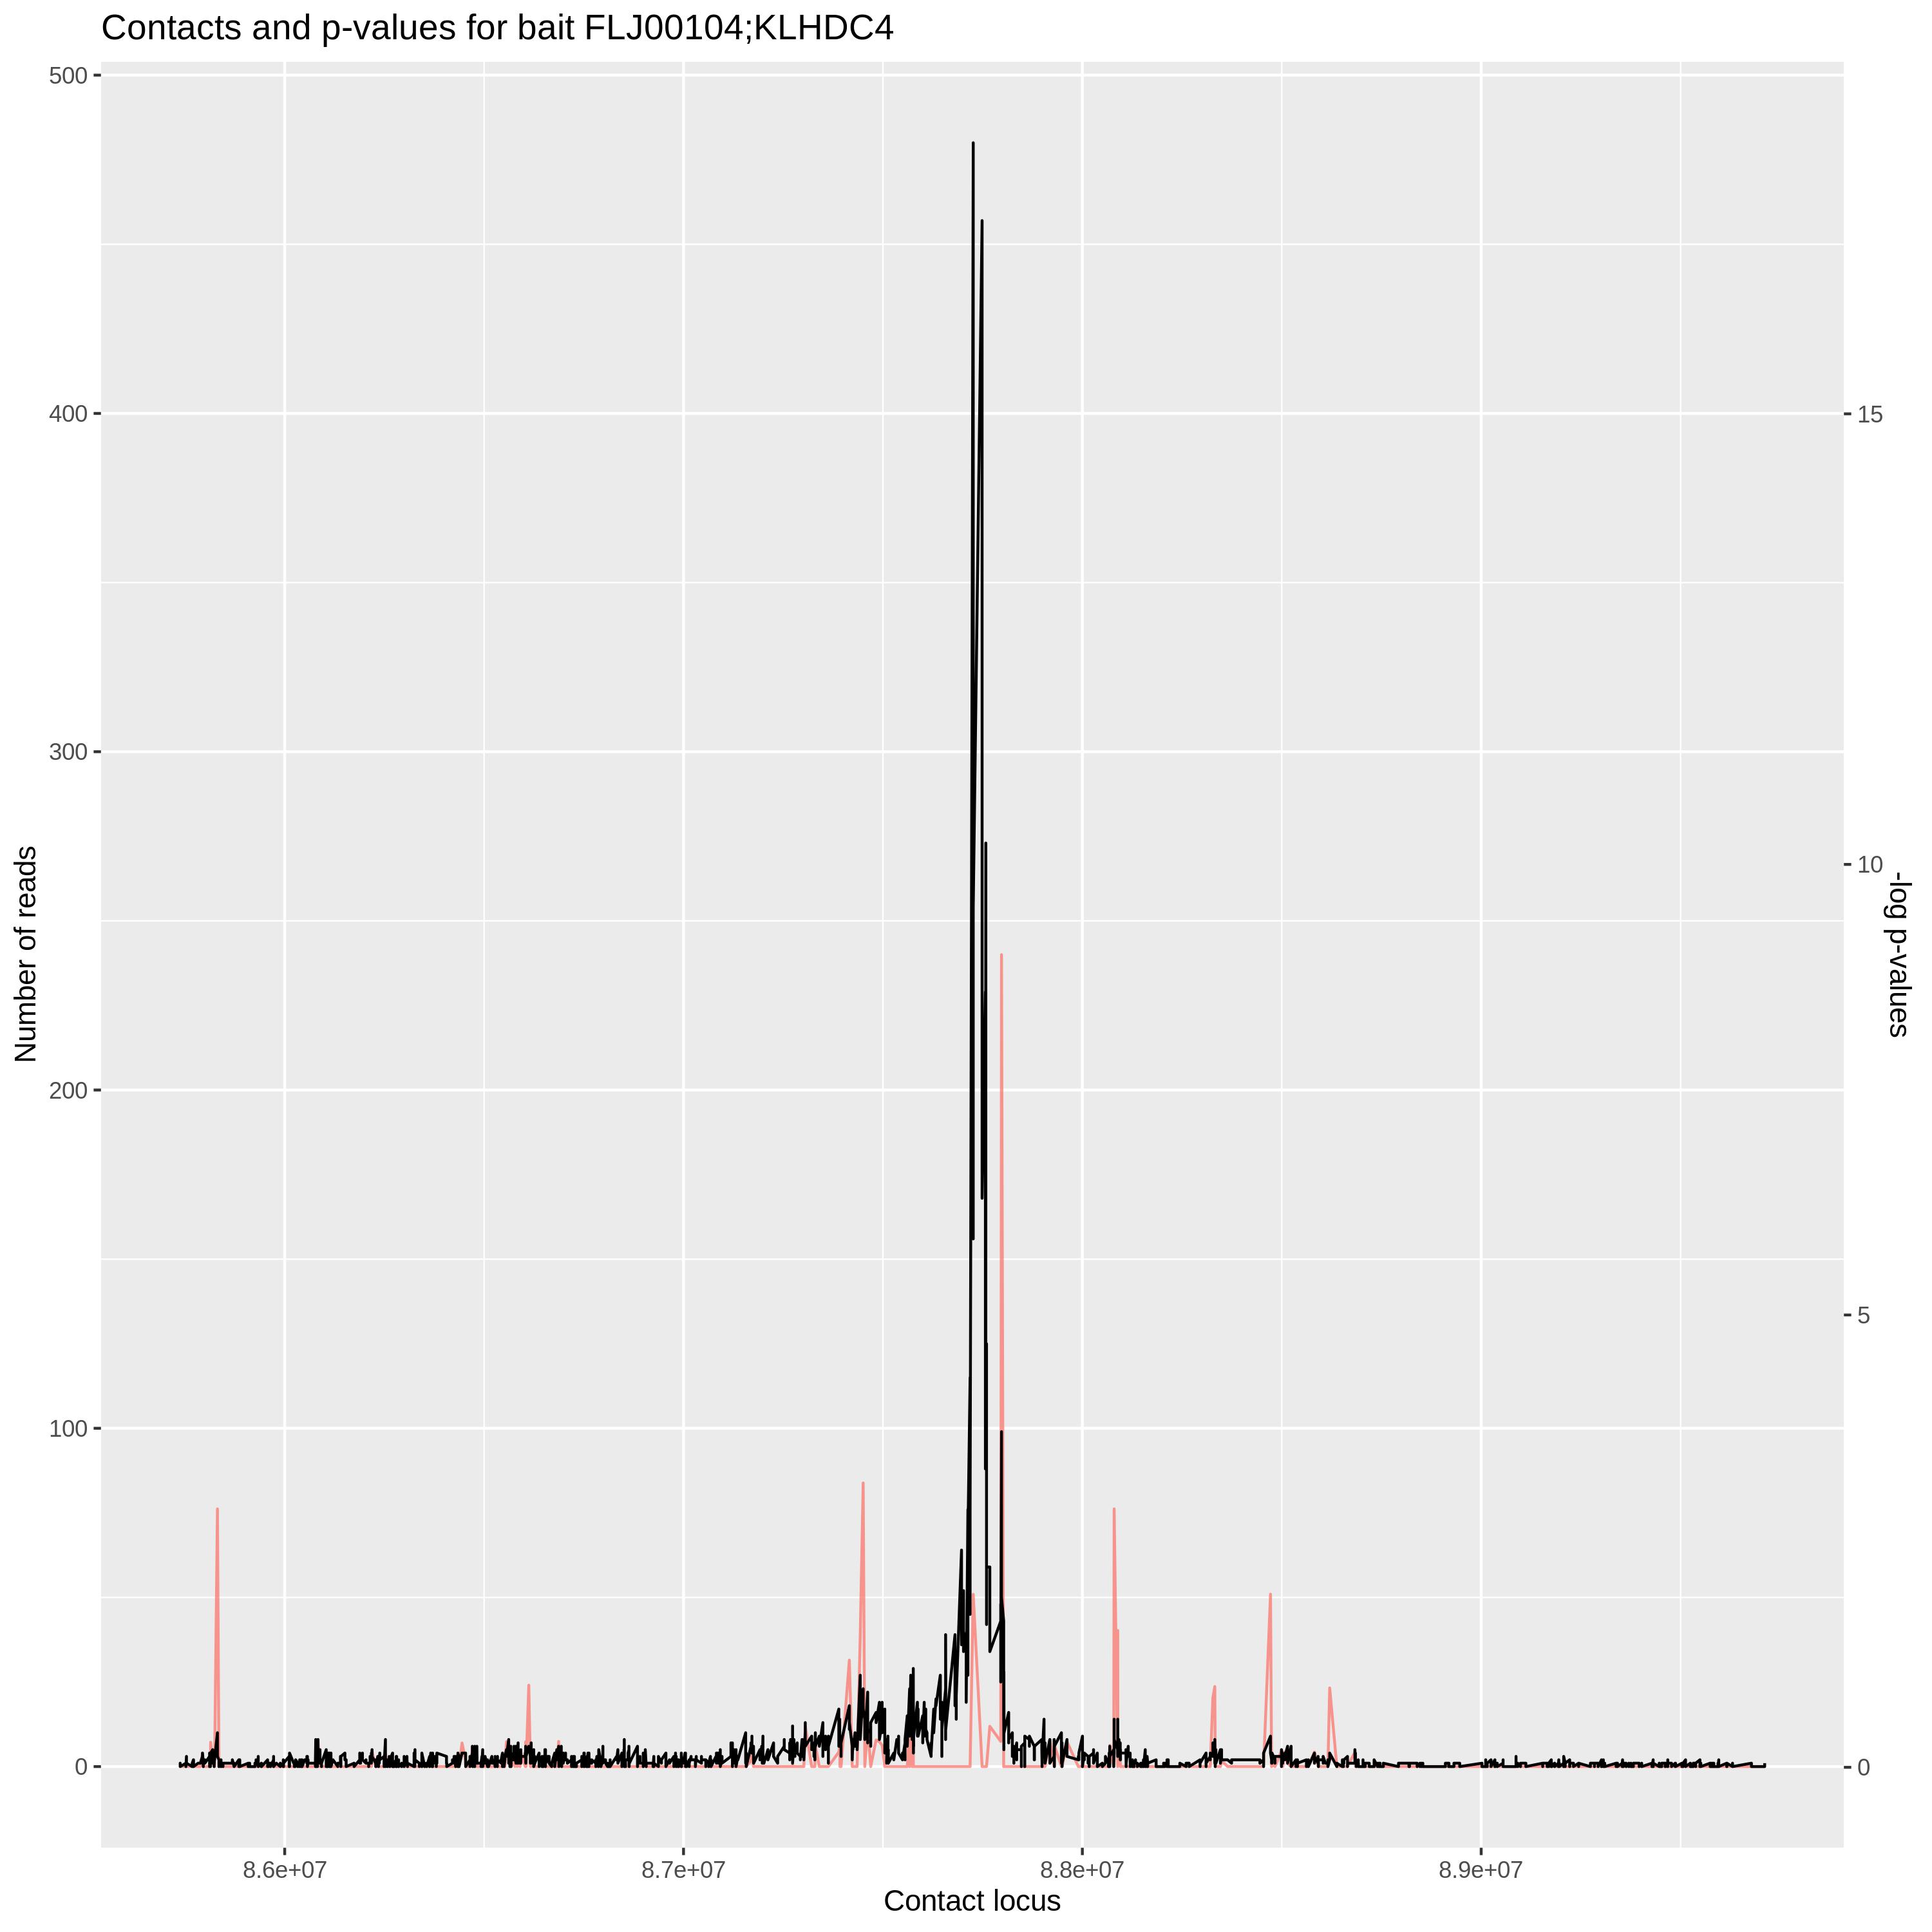 Contacts and p-values for bait FLJ00104;KLHDC4
500
400
300
200
100
0
Number of reads
15
10
5
0
-log p-values
8.6e+07
8.7e+07
8.8e+07
8.9e+07
Contact locus